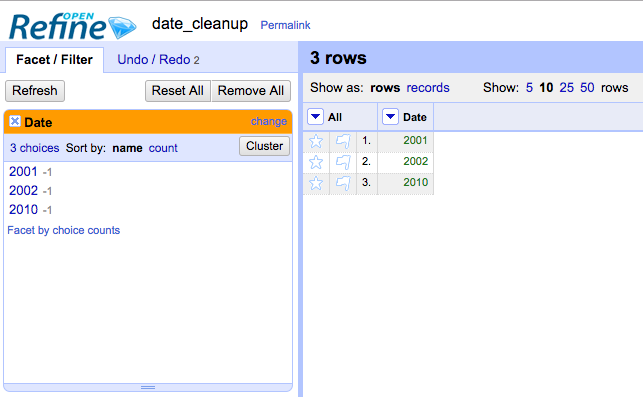 OPEN
Refine date_cleanup Permalink
Facet / Filter Undo / Redo 2
Refresh Reset All Remove All
Date change
3 choices Sort by: name count Cluster
2001 -1
2002 -1
2010 -1
Facet by choice counts
3 rows
Show as: rows records Show: 5 10 25 50 rows
All Date
1. 2001
2. 2002
3. 2010